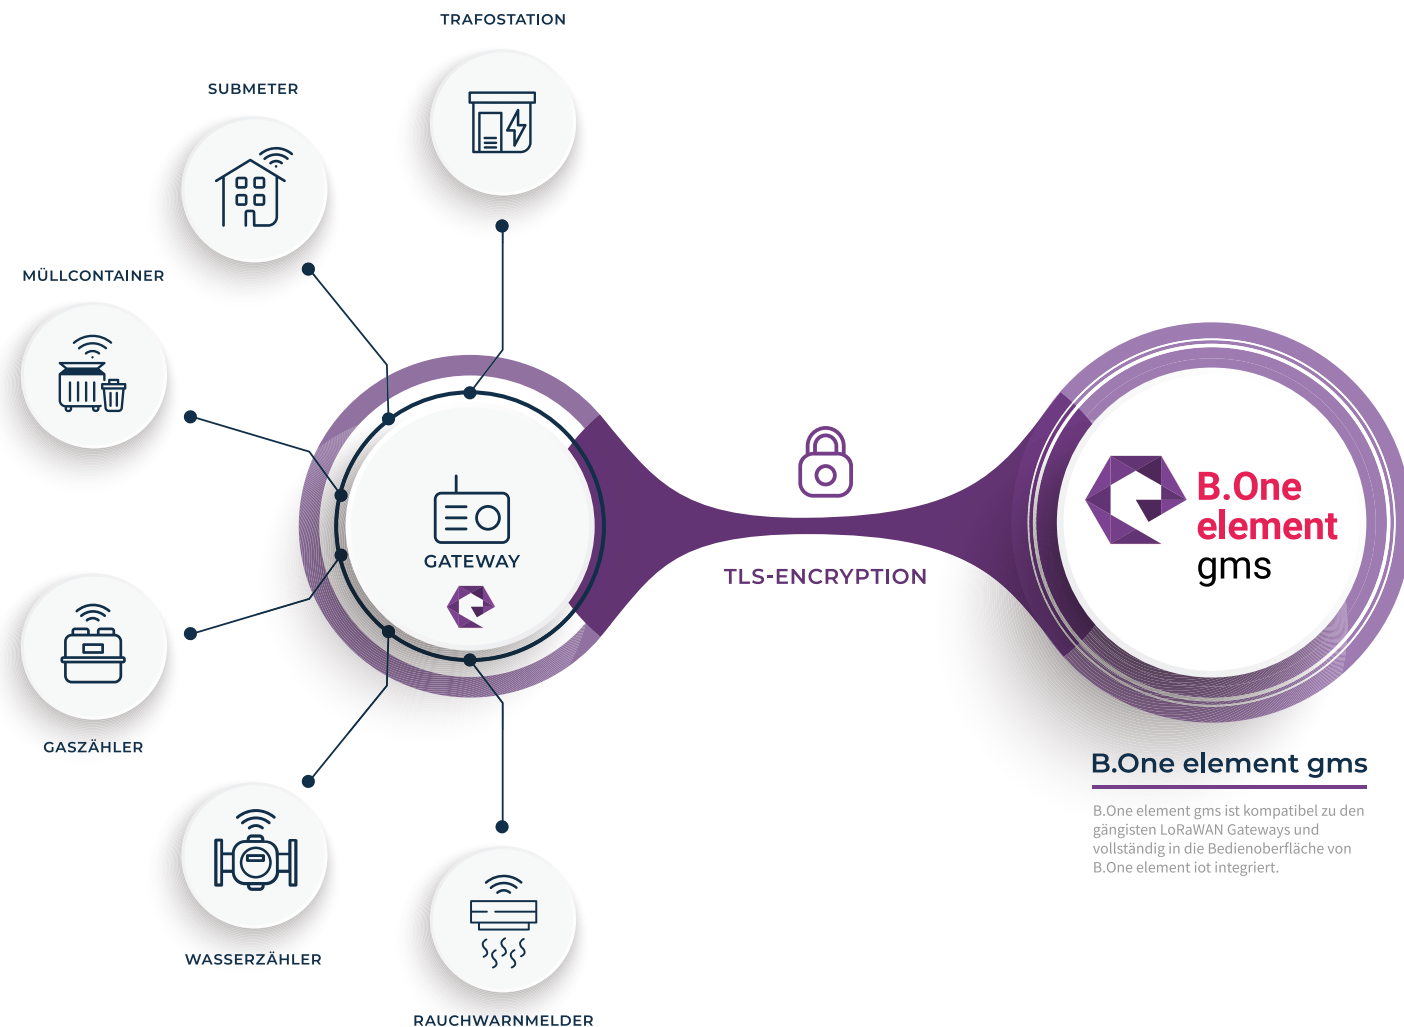 TRAFOSTATION
SUBMETER
MÜLLCONTAINER
GATEWAY
TLS-ENCRYPTION
B.One
element
gms
GASZÄHLER
WASSERZÄHLER
RAUCHWARNMELDER
B.One element gms
B.One element gms ist kompatibel zu den
gängisten LoRaWAN Gateways und
vollständig in die Bedienoberfläche von
B.One element iot integriert.